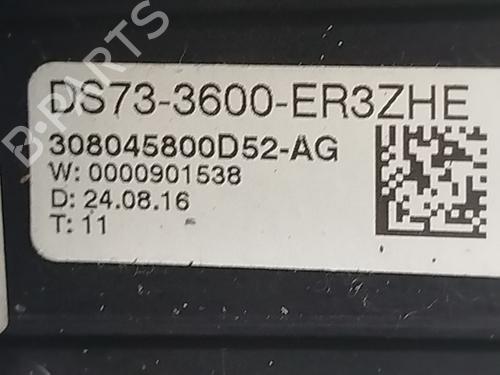 DS73-3600-ER3ZHE
308045800D52-AG
W: 0000901538
D: 24.08.16
T: 11
B-PARTS